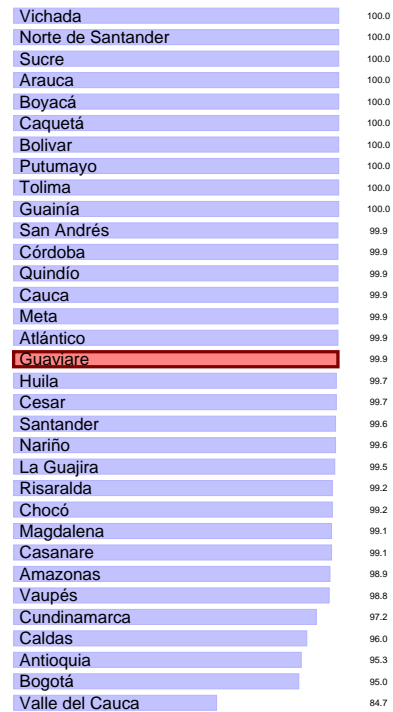 Vichada 100.0
Norte de Santander 100.0
Sucre 100.0
Arauca 100.0
Boyacá 100.0
Caquetá 100.0
Bolivar 100.0
Putumayo 100.0
Tolima 100.0
Guainía 100.0
San Andrés 99.9
Córdoba 99.9
Quindío 99.9
Cauca 99.9
Meta 99.9
Atlántico 99.9
Guaviare 99.9
Huila 99.7
Cesar 99.7
Santander 99.6
Nariño 99.6
La Guajira 99.5
Risaralda 99.2
Chocó 99.2
Magdalena 99.1
Casanare 99.1
Amazonas 98.9
Vaupés 98.8
Cundinamarca 97.2
Caldas 96.0
Antioquia 95.3
Bogotá 95.0
Valle del Cauca 84.7